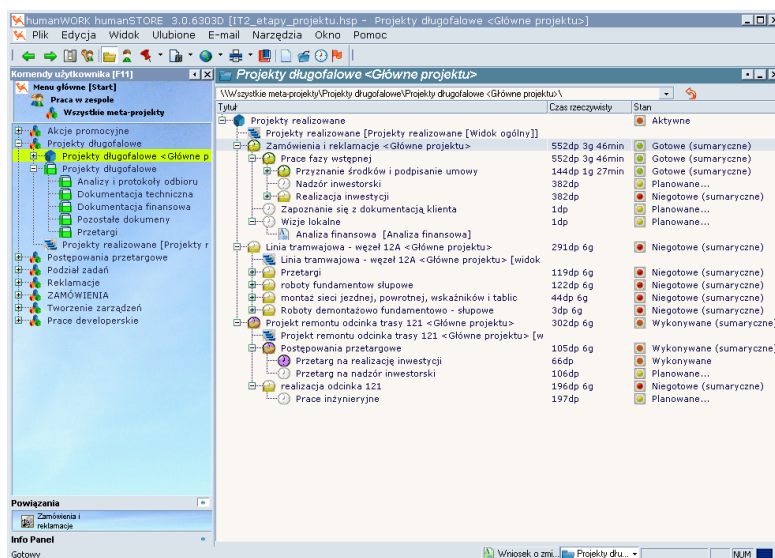 humanWORK humanSTORE 3.0.6303D [IT2_etapy_projektu.hsp - Projekty długofalowe <Główne projektu>]
Plik Edycja Widok Ulubione E-mail Narzędzia Okno Pomoc
Komendy użytkownika [F11]
Menu główne [Start]
Praca w zespole
Wszystkie meta-projekty
Akcje promocyjne
Projekty długofalowe
Projekty długofalowe <Główne p
Projekty długofalowe
Analizy i protokoły odbioru
Dokumentacja techniczna
Dokumentacja finansowa
Pozostałe dokumeny
Przetargi
Projekty realizowane [Projekty r
Postępowania przetargowe
Podział zadań
Reklamacje
ZAMÓWIENIA
Tworzenie zarządzeń
Prace developerskie
Powiązania
Zamówienia i
reklamacje
Info Panel
Gotowy
Projekty długofalowe <Główne projektu>
\\Wszystkie meta-projekty\Projekty długofalowe\Projekty długofalowe <Główne projektu>\
Tytuł Czas rzeczywisty Stan
Projekty realizowane Aktywne
Projekty realizowane [Projekty realizowane [Widok ogólny]]
Zamówienia i reklamacje <Główne projektu> 552dp 3g 46min Gotowe (sumaryczne)
Prace fazy wstępnej 552dp 3g 46min Gotowe (sumaryczne)
Przyznanie środków i podpisanie umowy 144dp 1g 27min Gotowe (sumaryczne)
Nadzór inwestorski 382dp Planowane...
Realizacja inwestycji 382dp Niegotowe (sumaryczne)
Zapoznanie się z dokumentacją klienta 1dp Planowane...
Wizje lokalne 1dp Planowane...
Analiza finansowa [Analiza finansowa]
Linia tramwajowa - węzeł 12A <Główne projektu> 291dp 6g Niegotowe (sumaryczne)
Linia tramwajowa - węzeł 12A <Główne projektu> [widok
Przetargi 119dp 6g Niegotowe (sumaryczne)
roboty fundamentow słupowe 122dp 6g Niegotowe (sumaryczne)
montaż sieci jezdnej, powrotnej, wskaźników i tablic 44dp 6g Niegotowe (sumaryczne)
Roboty demontażowo fundamentowo - słupowe 3dp 6g Niegotowe (sumaryczne)
Projekt remontu odcinka trasy 121 <Główne projektu> 302dp 6g Wykonywane (sumaryczne)
Projekt remontu odcinka trasy 121 <Główne projektu> [w
Postępowania przetargowe 105dp 6g Wykonywane (sumaryczne)
Przetarg na realizację inwestycji 66dp Wykonywane
Przetarg na nadzór inwestorski 106dp Planowane...
realizacja odcinka 121 196dp 6g Niegotowe (sumaryczne)
Prace inżynieryjne 197dp Planowane...
Wniosek o zmi... Projekty dłu... NUM